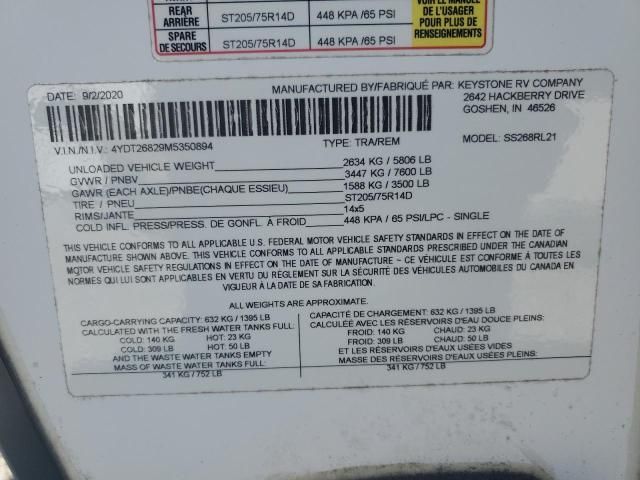 REAR
ARRIÈRE ST205/75R14D 448 KPA /65 PSI
SPARE
DE SECOURS ST205/75R14D 448 KPA /65 PSI
VOIR LE MANUEL
DE L'USAGER
POUR PLUS DE
RENSEIGNEMENTS
DATE: 9/2/2020
MANUFACTURED BY/FABRIQUÉ PAR: KEYSTONE RV COMPANY
2642 HACKBERRY DRIVE
GOSHEN, IN 46526
V.I.N./N.I.V.: 4YDT26829M5350894 TYPE: TRA/REM MODEL: SS268RL21
UNLOADED VEHICLE WEIGHT 2634 KG / 5806 LB
GVWR / PNBV 3447 KG / 7600 LB
GAWR (EACH AXLE)/PNBE(CHAQUE ESSIEU) 1588 KG / 3500 LB
TIRE / PNEU ST205/75R14D
RIMS/JANTE 14x5
COLD INFL. PRESS/PRESS. DE GONFL. À FROID 448 KPA / 65 PSI/LPC - SINGLE
THIS VEHICLE CONFORMS TO ALL APPLICABLE U.S. FEDERAL MOTOR VEHICLE SAFETY STANDARDS IN EFFECT ON THE DATE OF
MANUFACTURE SHOWN ABOVE. THIS VEHICLE CONFORMS TO ALL APPLICABLE STANDARDS PRESCRIBED UNDER THE CANADIAN
MOTOR VEHICLE SAFETY REGULATIONS IN EFFECT ON THE DATE OF MANUFACTURE ~ CE VÉHICULE EST CONFORME À TOUTES LES
NORMES QUI LUI SONT APPLICABLES EN VERTU DU RÈGLEMENT SUR LA SÉCURITÉ DES VÉHICULES AUTOMOBILES DU CANADA EN
VIGUEUR À LA DATE DE SA FABRICATION.
ALL WEIGHTS ARE APPROXIMATE.
CARGO-CARRYING CAPACITY: 632 KG / 1395 LB
CALCULATED WITH THE FRESH WATER TANKS FULL:
COLD: 140 KG HOT: 23 KG
COLD: 309 LB HOT: 50 LB
AND THE WASTE WATER TANKS EMPTY
MASS OF WASTE WATER TANKS FULL:
341 KG / 752 LB
CAPACITÉ DE CHARGEMENT: 632 KG / 1395 LB
CALCULÉE AVEC LES RÉSERVOIRS D'EAU DOUCE PLEINS:
FROID: 140 KG CHAUD: 23 KG
FROID: 309 LB CHAUD: 50 LB
ET LES RÉSERVOIRS D'EAUX USÉES VIDES
MASSE DES RÉSERVOIRS D'EAUX USÉES PLEINS:
341 KG / 752 LB